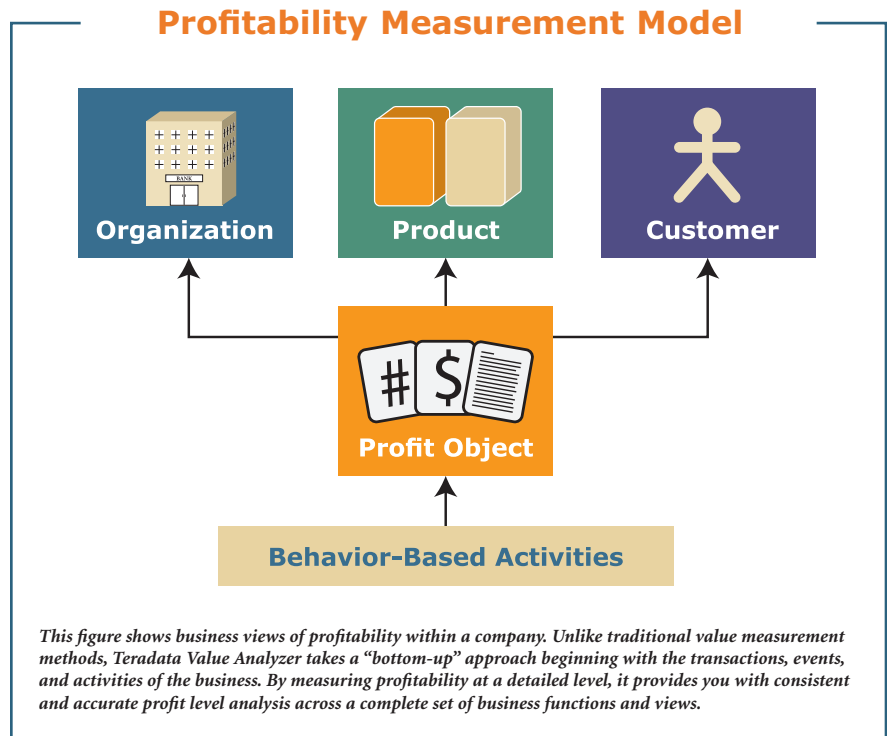 Profitability Measurement Model
BANK
Organization
Product
Customer
# $
Profit Object
Behavior-Based Activities
This figure shows business views of profitability within a company. Unlike traditional value measurement
methods, Teradata Value Analyzer takes a “bottom-up” approach beginning with the transactions, events,
and activities of the business. By measuring profitability at a detailed level, it provides you with consistent
and accurate profit level analysis across a complete set of business functions and views.